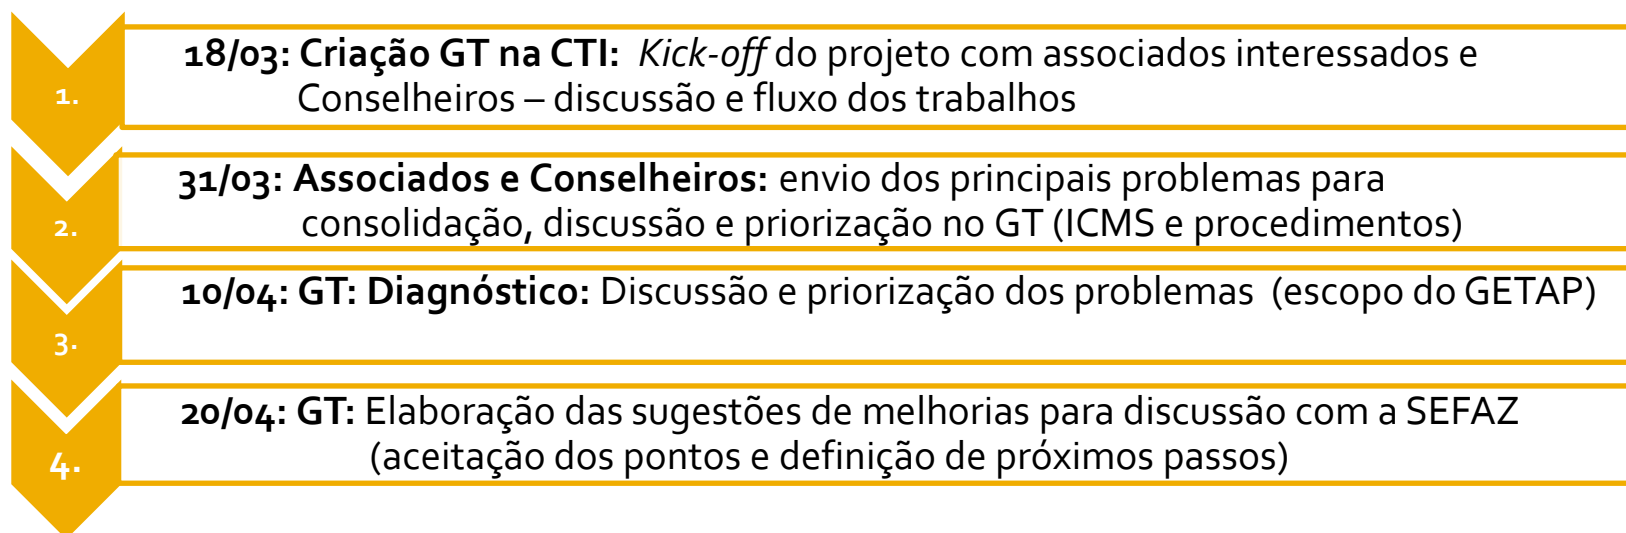 1.
18/03: Criação GT na CTI: Kick-off do projeto com associados interessados e
Conselheiros – discussão e fluxo dos trabalhos
2.
31/03: Associados e Conselheiros: envio dos principais problemas para
consolidação, discussão e priorização no GT (ICMS e procedimentos)
3.
10/04: GT: Diagnóstico: Discussão e priorização dos problemas (escopo do GETAP)
4.
20/04: GT: Elaboração das sugestões de melhorias para discussão com a SEFAZ
(aceitação dos pontos e definição de próximos passos)